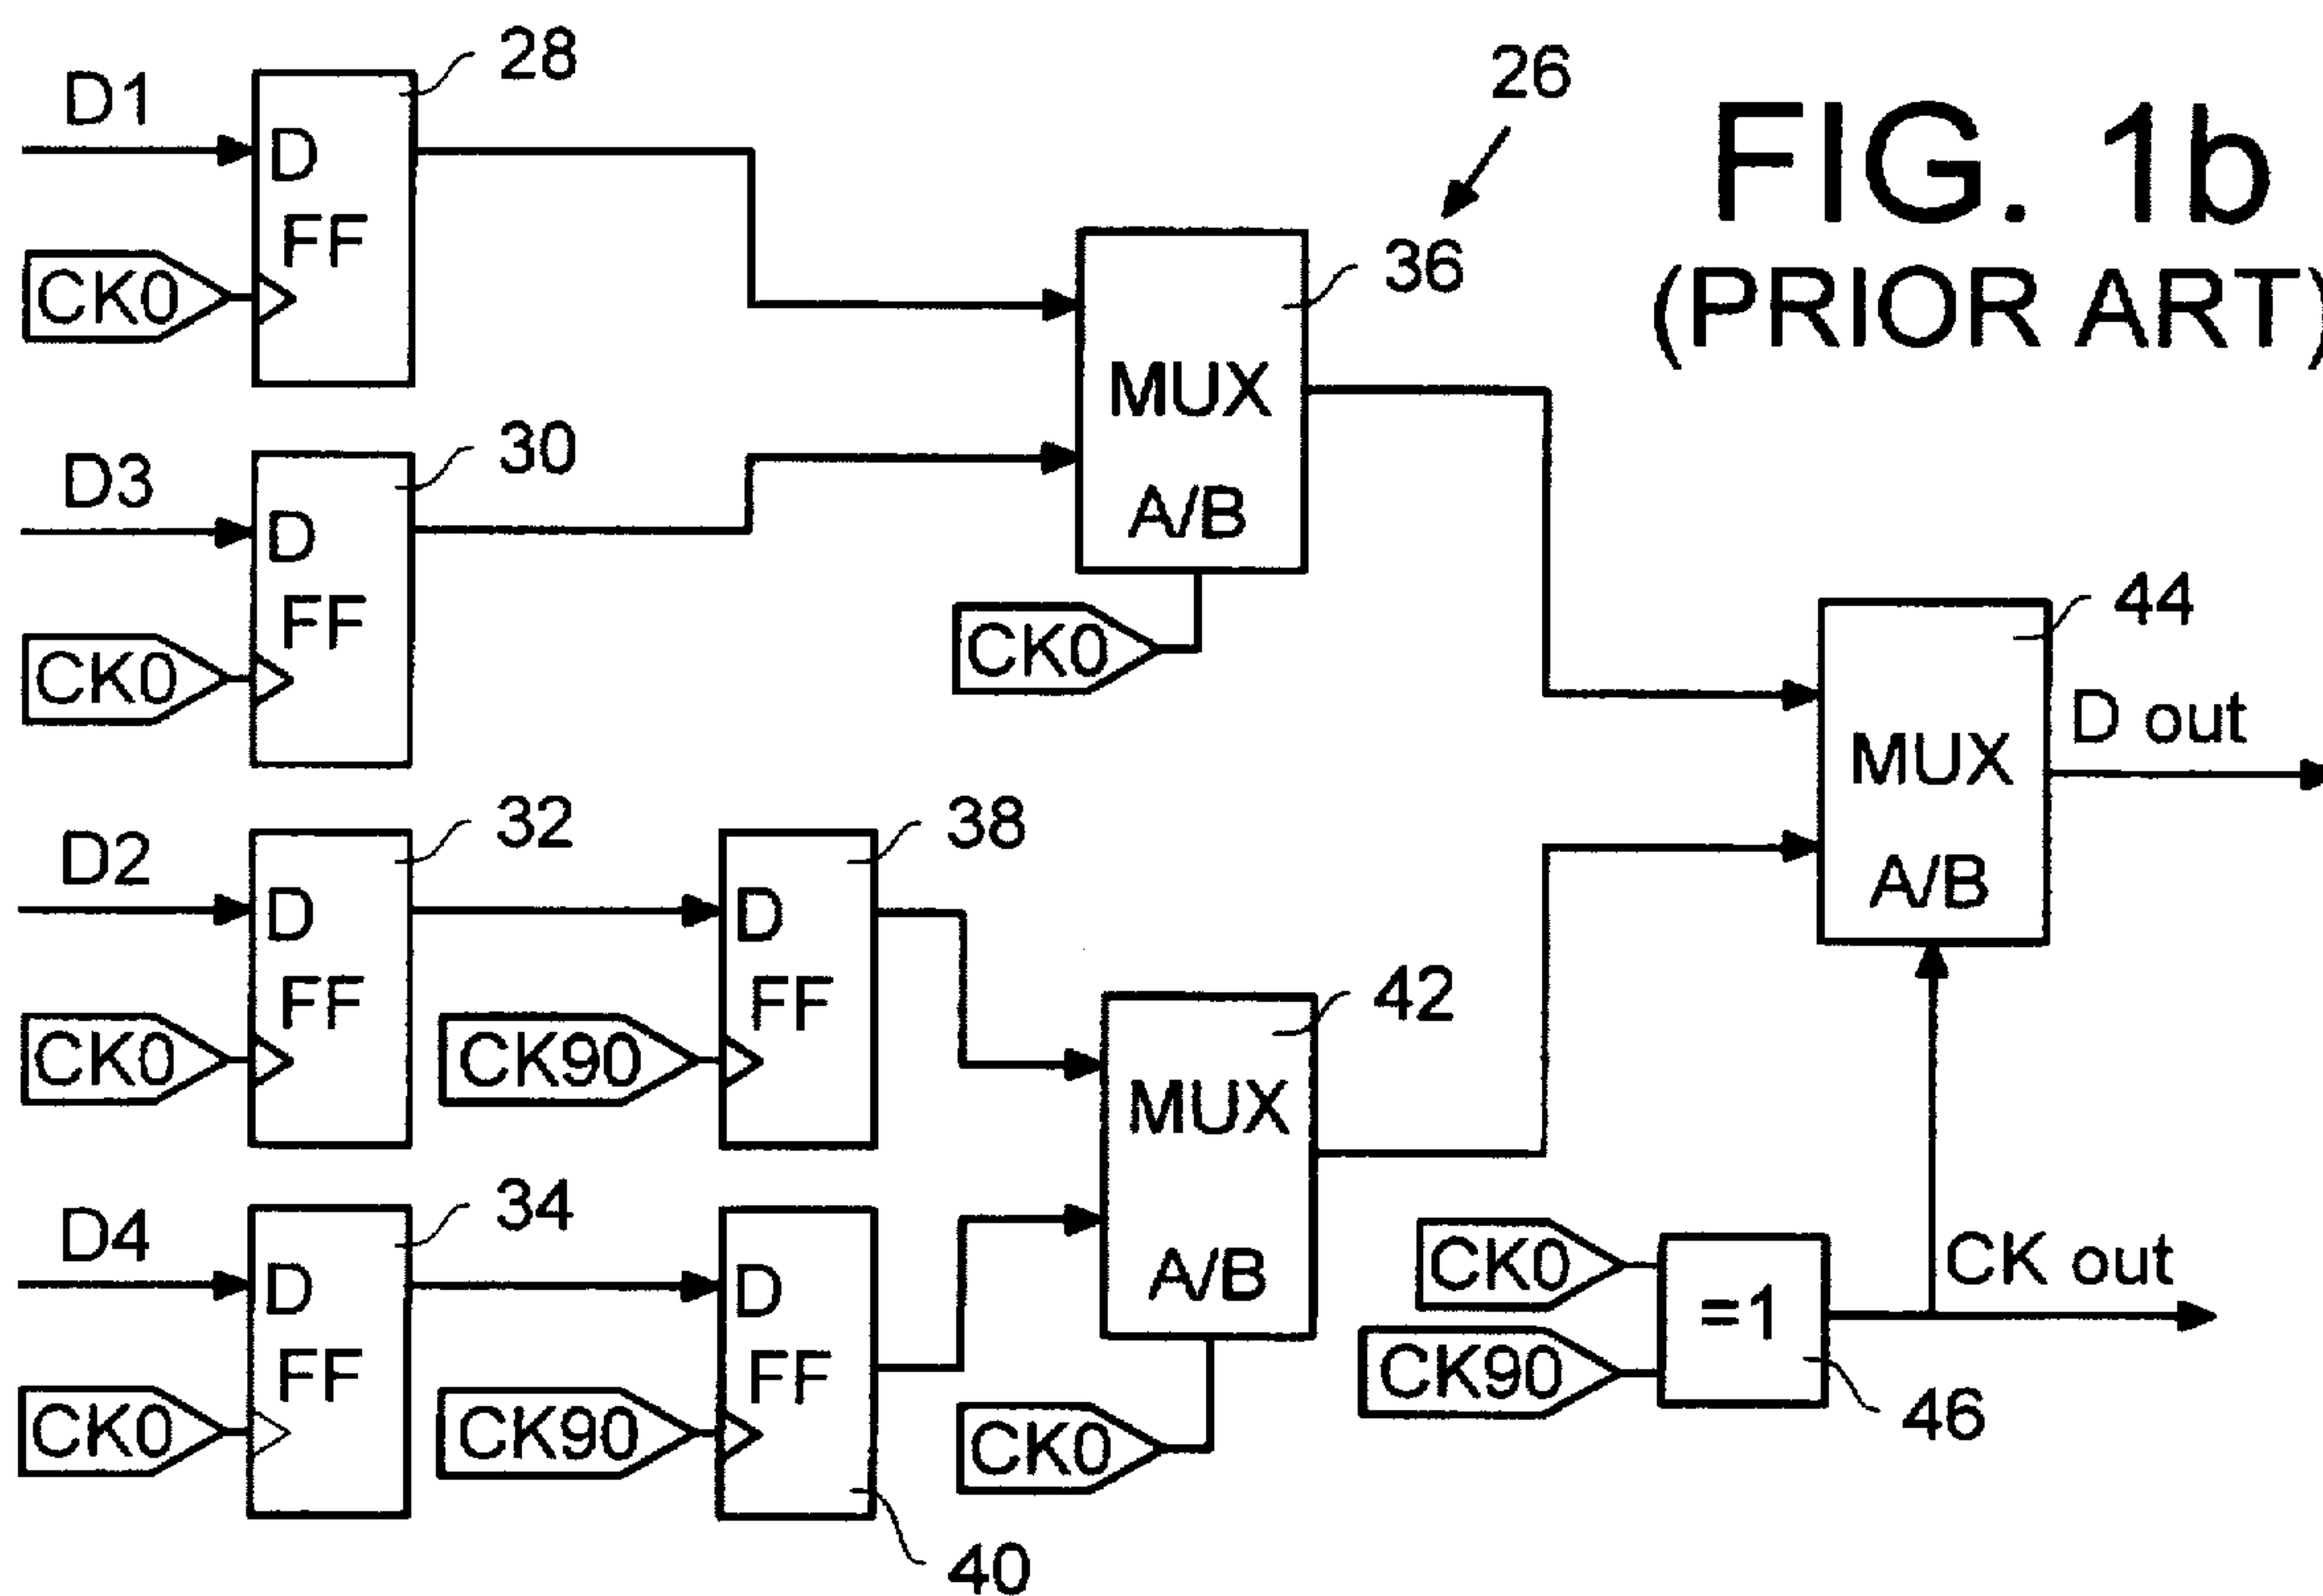 FIG. 1b
(PRIOR ART)
26
D1
28
D
FF
CK0
36
MUX
A/B
CK0
D3
30
D
FF
CK0
44
MUX
A/B
D out
D2
32
D
FF
CK0
38
D
FF
CK90
42
MUX
A/B
CK0
D4
34
D
FF
CK0
D
FF
CK90
40
CK0
CK90
=1
46
CK out